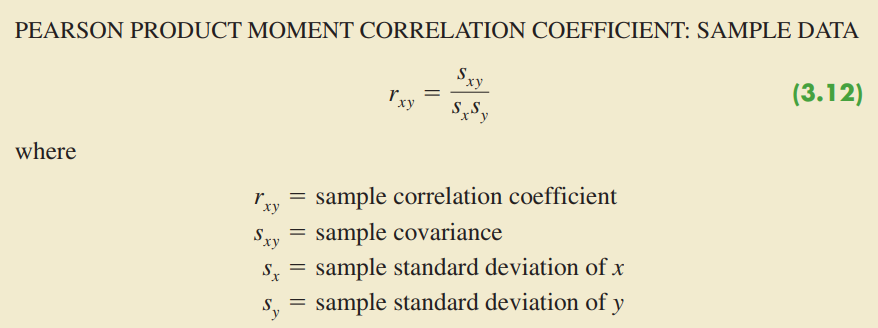 PEARSON PRODUCT MOMENT CORRELATION COEFFICIENT: SAMPLE DATA
r_xy = s_xy / s_x s_y (3.12)
where
r_xy = sample correlation coefficient
s_xy = sample covariance
s_x = sample standard deviation of x
s_y = sample standard deviation of y